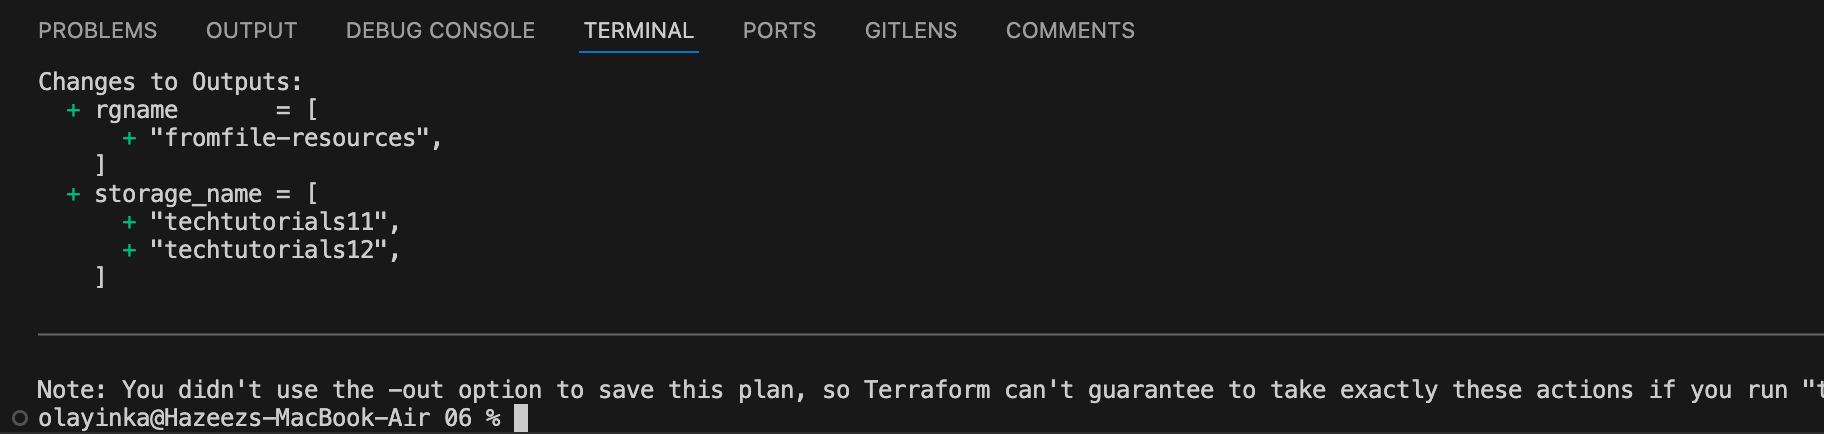 PROBLEMS OUTPUT DEBUG CONSOLE TERMINAL PORTS GITLENS COMMENTS
Changes to Outputs:
+ rgname = [
+ "fromfile-resources",
]
+ storage_name = [
+ "techtutorials11",
+ "techtutorials12",
]
Note: You didn't use the -out option to save this plan, so Terraform can't guarantee to take exactly these actions if you run "t
olayinka@Hazeezs-MacBook-Air 06 %